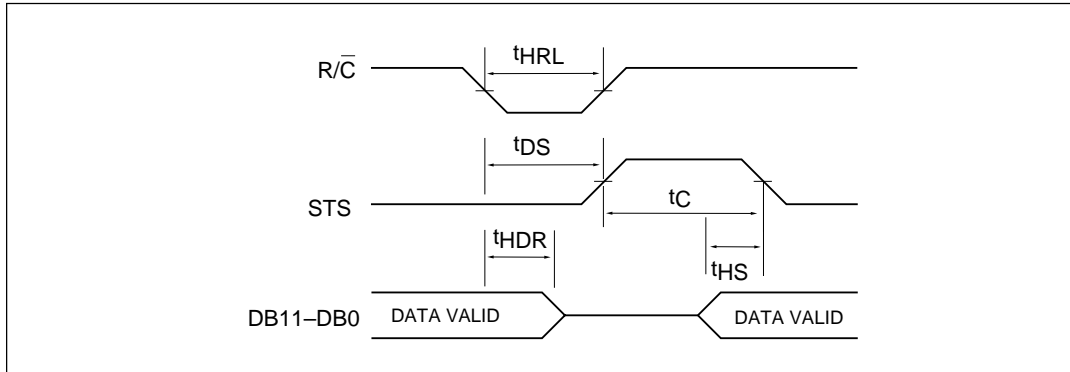 R/C̅
tHRL
tDS
STS
tC
tHDR
tHS
DB11–DB0
DATA VALID
DATA VALID